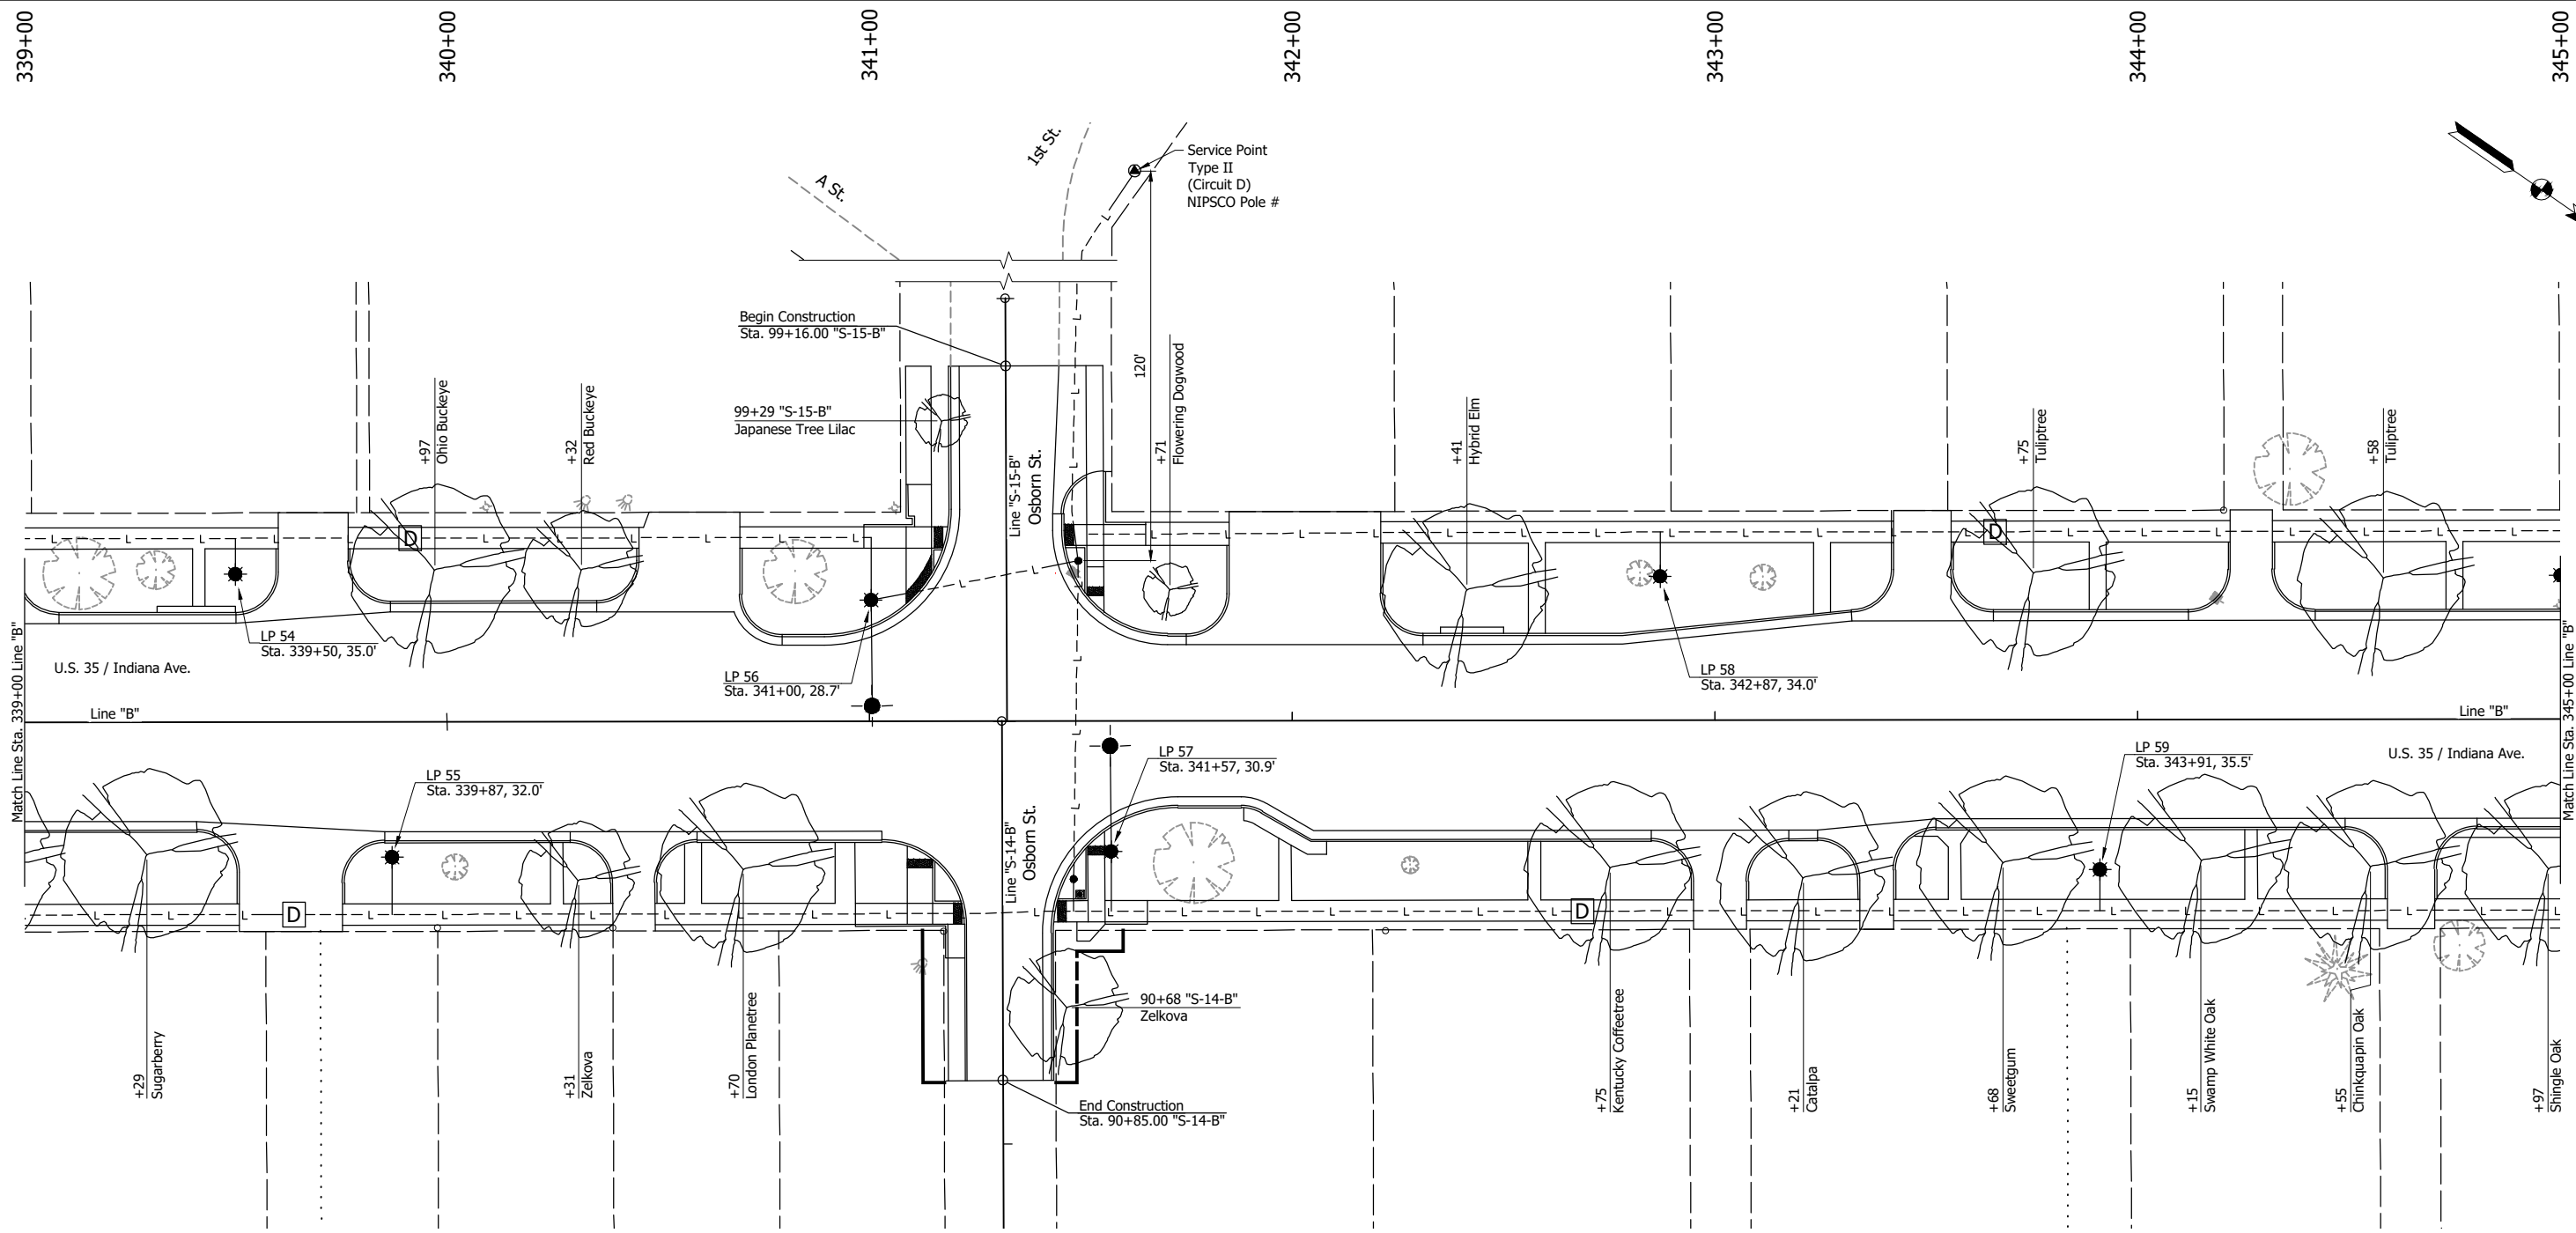 339+00
340+00
341+00
342+00
343+00
344+00
345+00
1st St.
A St.
Service Point
Type II
(Circuit D)
NIPSCO Pole #
Begin Construction
Sta. 99+16.00 "S-15-B"
120'
99+29 "S-15-B"
Japanese Tree Lilac
+97
Ohio Buckeye
+32
Red Buckeye
+71
Flowering Dogwood
+41
Hybrid Elm
+75
Tuliptree
+58
Tuliptree
Line "S-15-B"
Osborn St.
D
L
D
LP 54
Sta. 339+50, 35.0'
U.S. 35 / Indiana Ave.
LP 56
Sta. 341+00, 28.7'
LP 58
Sta. 342+87, 34.0'
Match Line Sta. 339+00 Line "B"
Line "B"
Line "B"
Match Line Sta. 345+00 Line "B"
LP 55
Sta. 339+87, 32.0'
LP 57
Sta. 341+57, 30.9'
LP 59
Sta. 343+91, 35.5'
U.S. 35 / Indiana Ave.
Line "S-14-B"
Osborn St.
D
L
D
90+68 "S-14-B"
Zelkova
+29
Sugarberry
+31
Zelkova
+70
London Planetree
+75
Kentucky Coffeetree
+21
Catalpa
+68
Sweetgum
+15
Swamp White Oak
+55
Chinkquapin Oak
+97
Shingle Oak
End Construction
Sta. 90+85.00 "S-14-B"